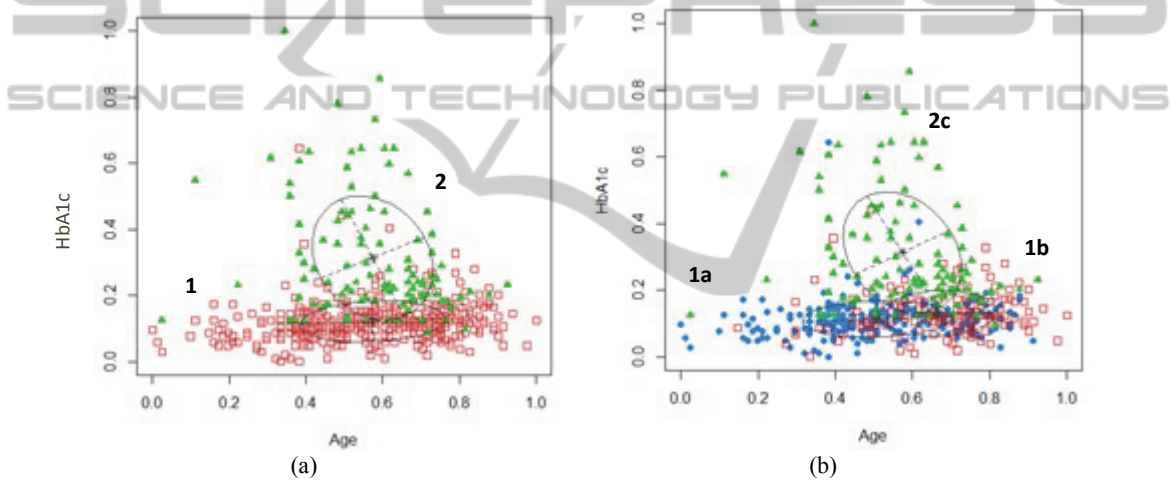 SCITEPRESS
SCIENCE AND TECHNOLOGY PUBLICATIONS
HbA1c
1.0
0.8
0.6
0.4
0.2
0.0
1
2
0.0 0.2 0.4 0.6 0.8 1.0
Age
(a)
HbA1c
1.0
0.8
0.6
0.4
0.2
0.0
2c
1a
1b
0.0 0.2 0.4 0.6 0.8 1.0
Age
(b)